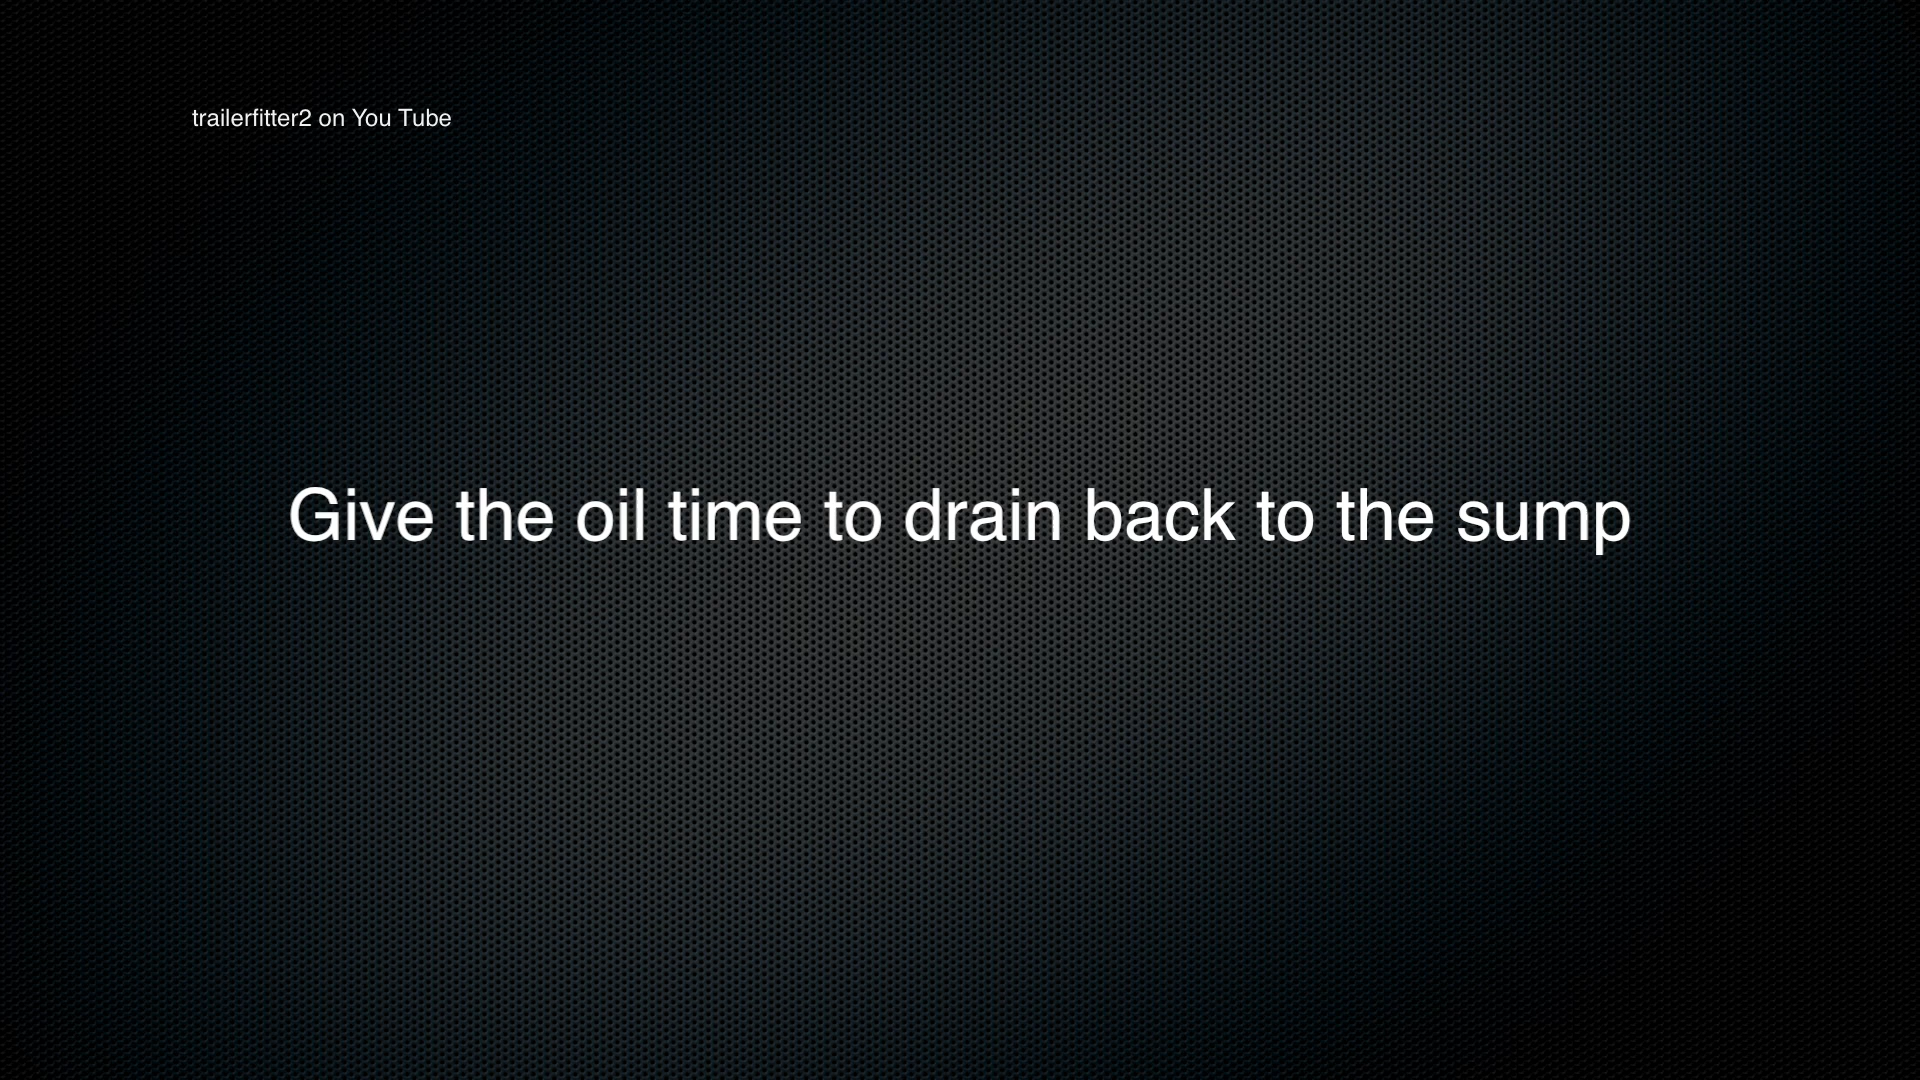 trailerfitter2 on You Tube
Give the oil time to drain back to the sump